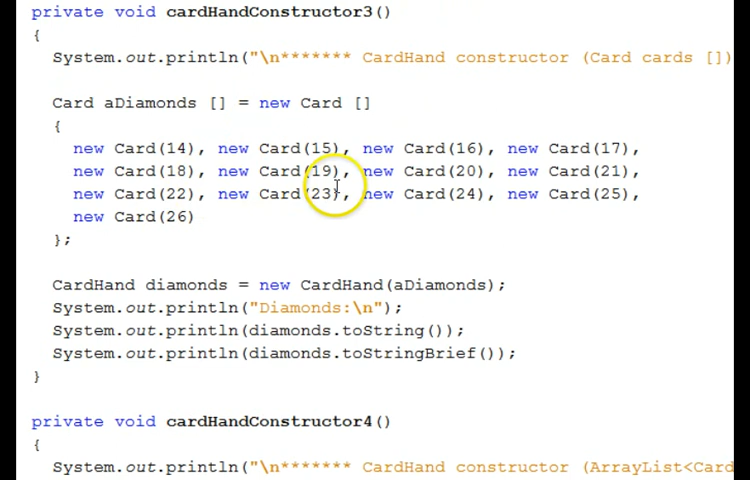 private void cardHandConstructor3()
{
System.out.println("\n******* CardHand constructor (Card cards [])
Card aDiamonds [] = new Card []
{
new Card(14), new Card(15), new Card(16), new Card(17),
new Card(18), new Card(19), new Card(20), new Card(21),
new Card(22), new Card(23), new Card(24), new Card(25),
new Card(26)
};
CardHand diamonds = new CardHand(aDiamonds);
System.out.println("Diamonds:\n");
System.out.println(diamonds.toString());
System.out.println(diamonds.toStringBrief());
}
private void cardHandConstructor4()
{
System.out.println("\n******* CardHand constructor (ArrayList<Card